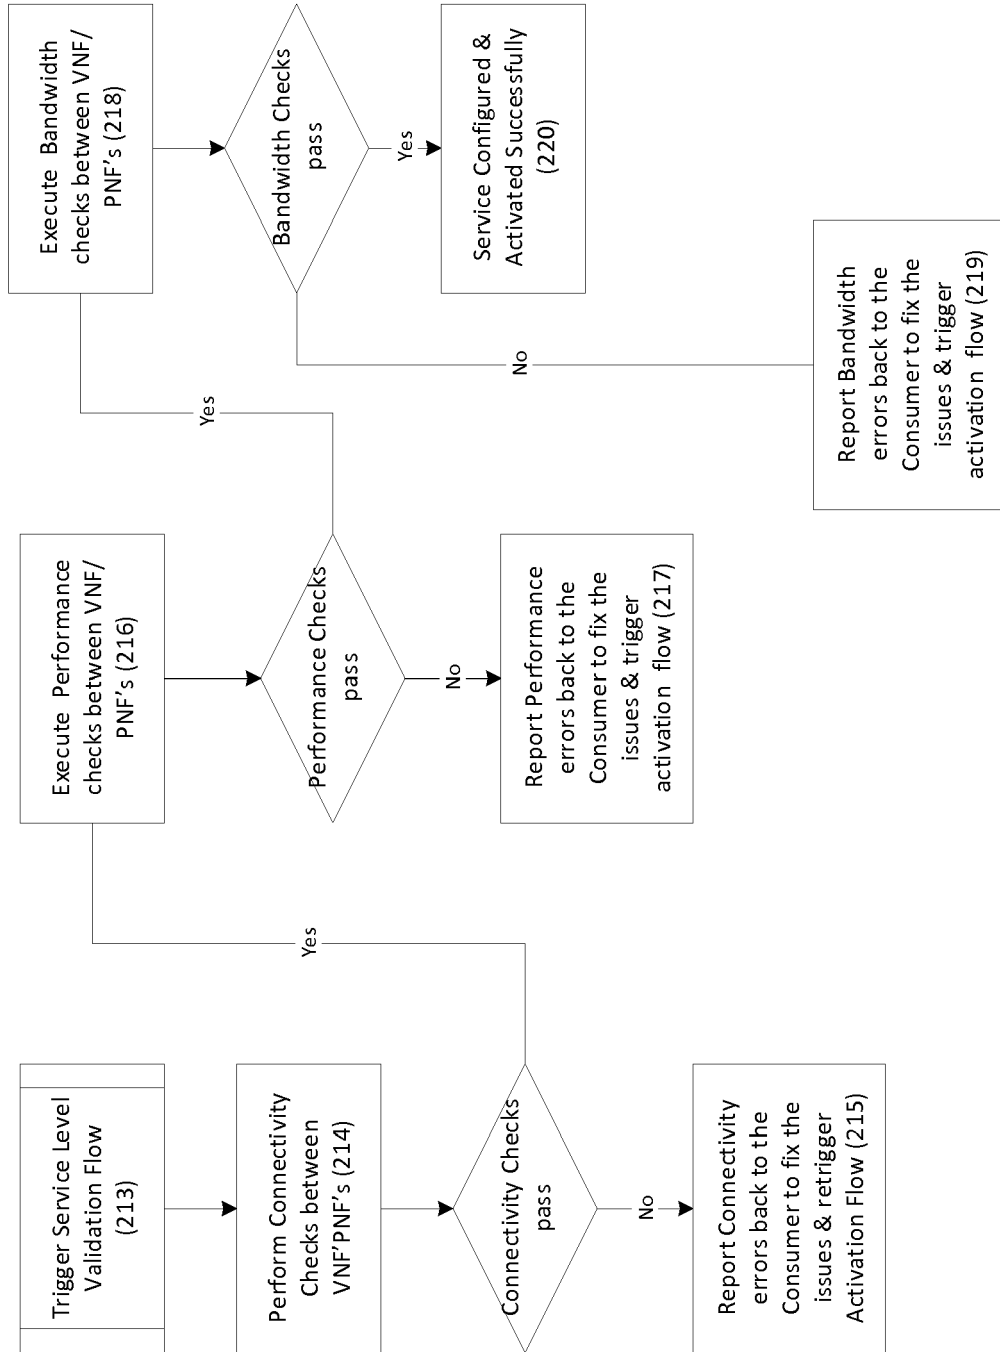 Trigger Service Level
Validation Flow
(213)
Perform Connectivity
Checks between
VNF'PNF's (214)
Connectivity Checks
pass
No
Report Connectivity
errors back to the
Consumer to fix the
issues & retrigger
Activation Flow (215)
Yes
Execute Performance
checks between VNF/
PNF's (216)
Performance Checks
pass
No
Report Performance
errors back to the
Consumer to fix the
issues & trigger
activation flow (217)
Yes
Execute Bandwidth
checks between VNF/
PNF's (218)
Bandwidth Checks
pass
Yes
Service Configured &
Activated Successfully
(220)
No
Report Bandwidth
errors back to the
Consumer to fix the
issues & trigger
activation flow (219)